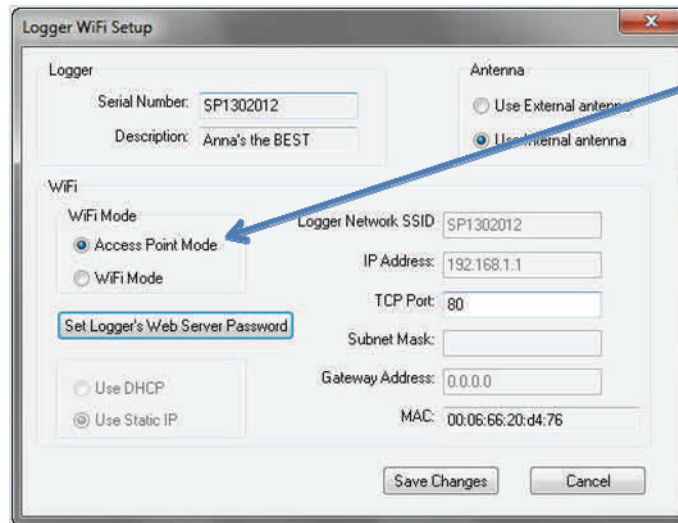 Logger WiFi Setup
Logger
Serial Number: SP1302012
Description: Anna's the BEST
Antenna
Use External antenna
Use Internal antenna
WiFi
WiFi Mode
Access Point Mode
WiFi Mode
Set Logger's Web Server Password
Use DHCP
Use Static IP
Logger Network SSID SP1302012
IP Address: 192.168.1.1
TCP Port: 80
Subnet Mask:
Gateway Address: 0.0.0.0
MAC: 00:06:66:20:d4:76
Save Changes
Cancel